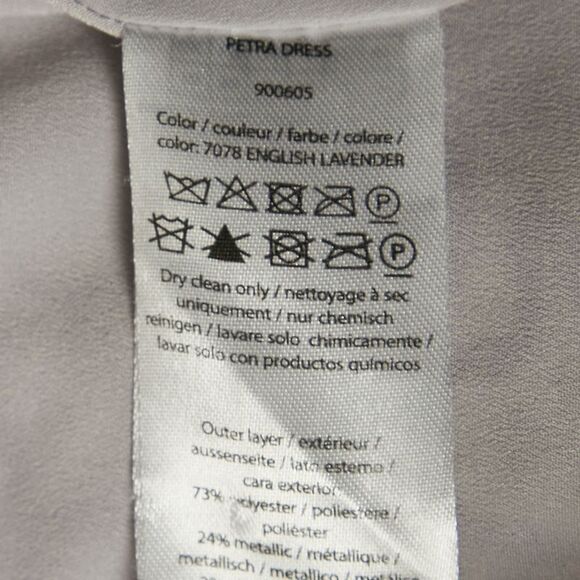 PETRA DRESS
900605
Color / couleur / farbe / colore /
color: 7078 ENGLISH LAVENDER
P
P
Dry clean only / nettoyage à sec
uniquement / nur chemisch
reinigen / lavare solo chimicamente /
lavar solo con productos químicos
Outer layer / extérieur /
aussenseite / lato esterno /
cara exterior
73% polyester / poliestere /
poliéster
24% metallic / métallique /
metallisch / metallico /